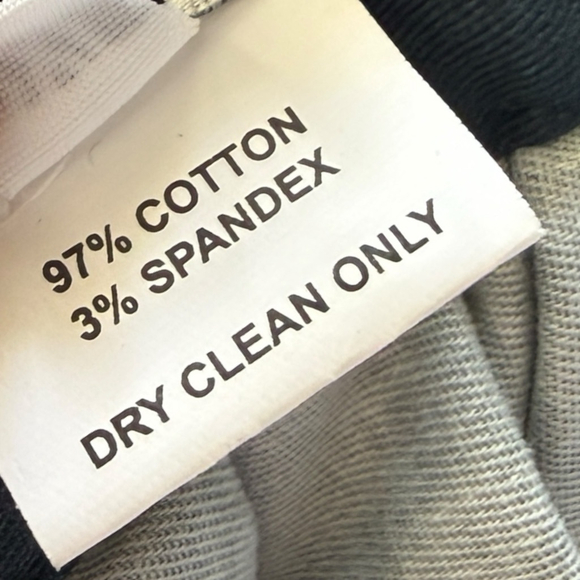 97% COTTON
3% SPANDEX
DRY CLEAN ONLY